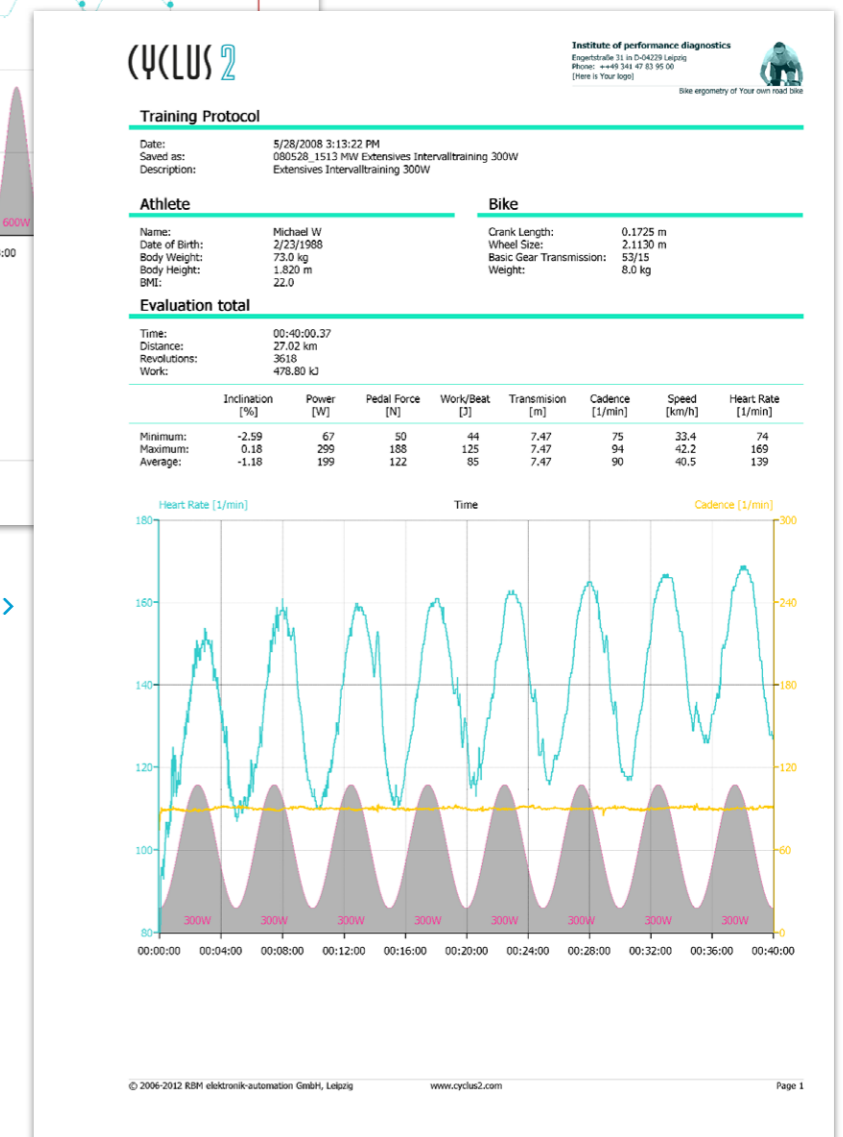 600W
:00
CYCLUS 2
Institute of performance diagnostics
Engertstraße 31 in D-04229 Leipzig
Phone: ++49 341 47 83 95 00
[Here is Your logo]
Bike ergometry of Your own road bike
Training Protocol
Date: 5/28/2008 3:13:22 PM
Saved as: 080528_1513 MW Extensives Intervalltraining 300W
Description: Extensives Intervalltraining 300W
Athlete Bike
Name: Michael W Crank Length: 0.1725 m
Date of Birth: 2/23/1988 Wheel Size: 2.1130 m
Body Weight: 73.0 kg Basic Gear Transmission: 53/15
Body Height: 1.820 m Weight: 8.0 kg
BMI: 22.0
Evaluation total
Time: 00:40:00.37
Distance: 27.02 km
Revolutions: 3618
Work: 478.80 kJ
Inclination Power Pedal Force Work/Beat Transmision Cadence Speed Heart Rate
[%] [W] [N] [J] [m] [1/min] [km/h] [1/min]
Minimum: -2.59 67 50 44 7.47 75 33.4 74
Maximum: 0.18 299 188 125 7.47 94 42.2 169
Average: -1.18 199 122 85 7.47 90 40.5 139
Heart Rate [1/min] Time Cadence [1/min]
180 300
160 240
140 180
120 120
100 60
300W 300W 300W 300W 300W 300W 300W 300W
80 0
00:00:00 00:04:00 00:08:00 00:12:00 00:16:00 00:20:00 00:24:00 00:28:00 00:32:00 00:36:00 00:40:00
© 2006-2012 RBM elektronik-automation GmbH, Leipzig www.cyclus2.com Page 1